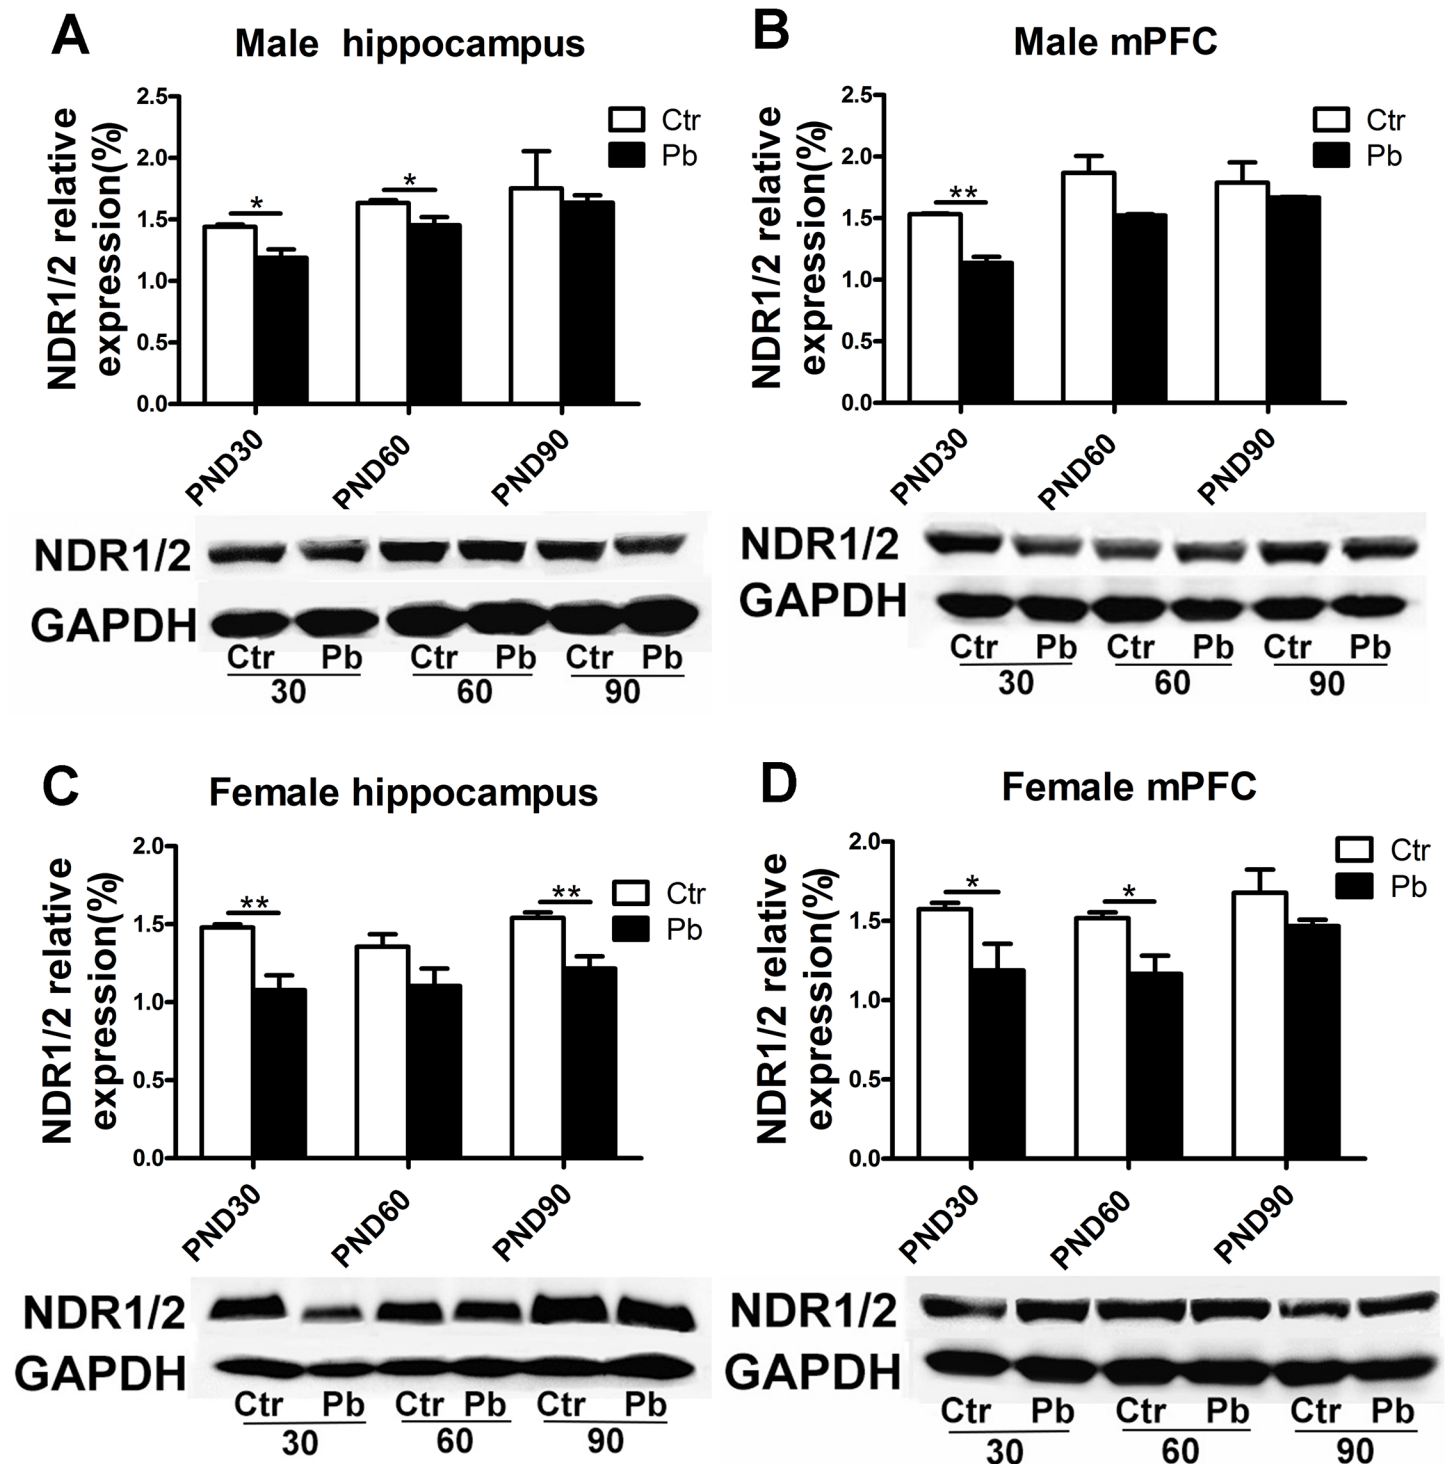 A
Male hippocampus
NDR1/2 relative
expression(%)
2.5
2.0
1.5
1.0
0.5
0.0
Ctr
Pb
*
*
PND30
PND60
PND90
NDR1/2
GAPDH
Ctr Pb Ctr Pb Ctr Pb
30 60 90
B
Male mPFC
NDR1/2 relative
expression(%)
2.5
2.0
1.5
1.0
0.5
0.0
Ctr
Pb
**
PND30
PND60
PND90
NDR1/2
GAPDH
Ctr Pb Ctr Pb Ctr Pb
30 60 90
C
Female hippocampus
NDR1/2 relative
expression(%)
2.0
1.5
1.0
0.5
0.0
Ctr
Pb
**
**
PND30
PND60
PND90
NDR1/2
GAPDH
Ctr Pb Ctr Pb Ctr Pb
30 60 90
D
Female mPFC
NDR1/2 relative
expression(%)
2.0
1.5
1.0
0.5
0.0
Ctr
Pb
*
*
PND30
PND60
PND90
NDR1/2
GAPDH
Ctr Pb Ctr Pb Ctr Pb
30 60 90